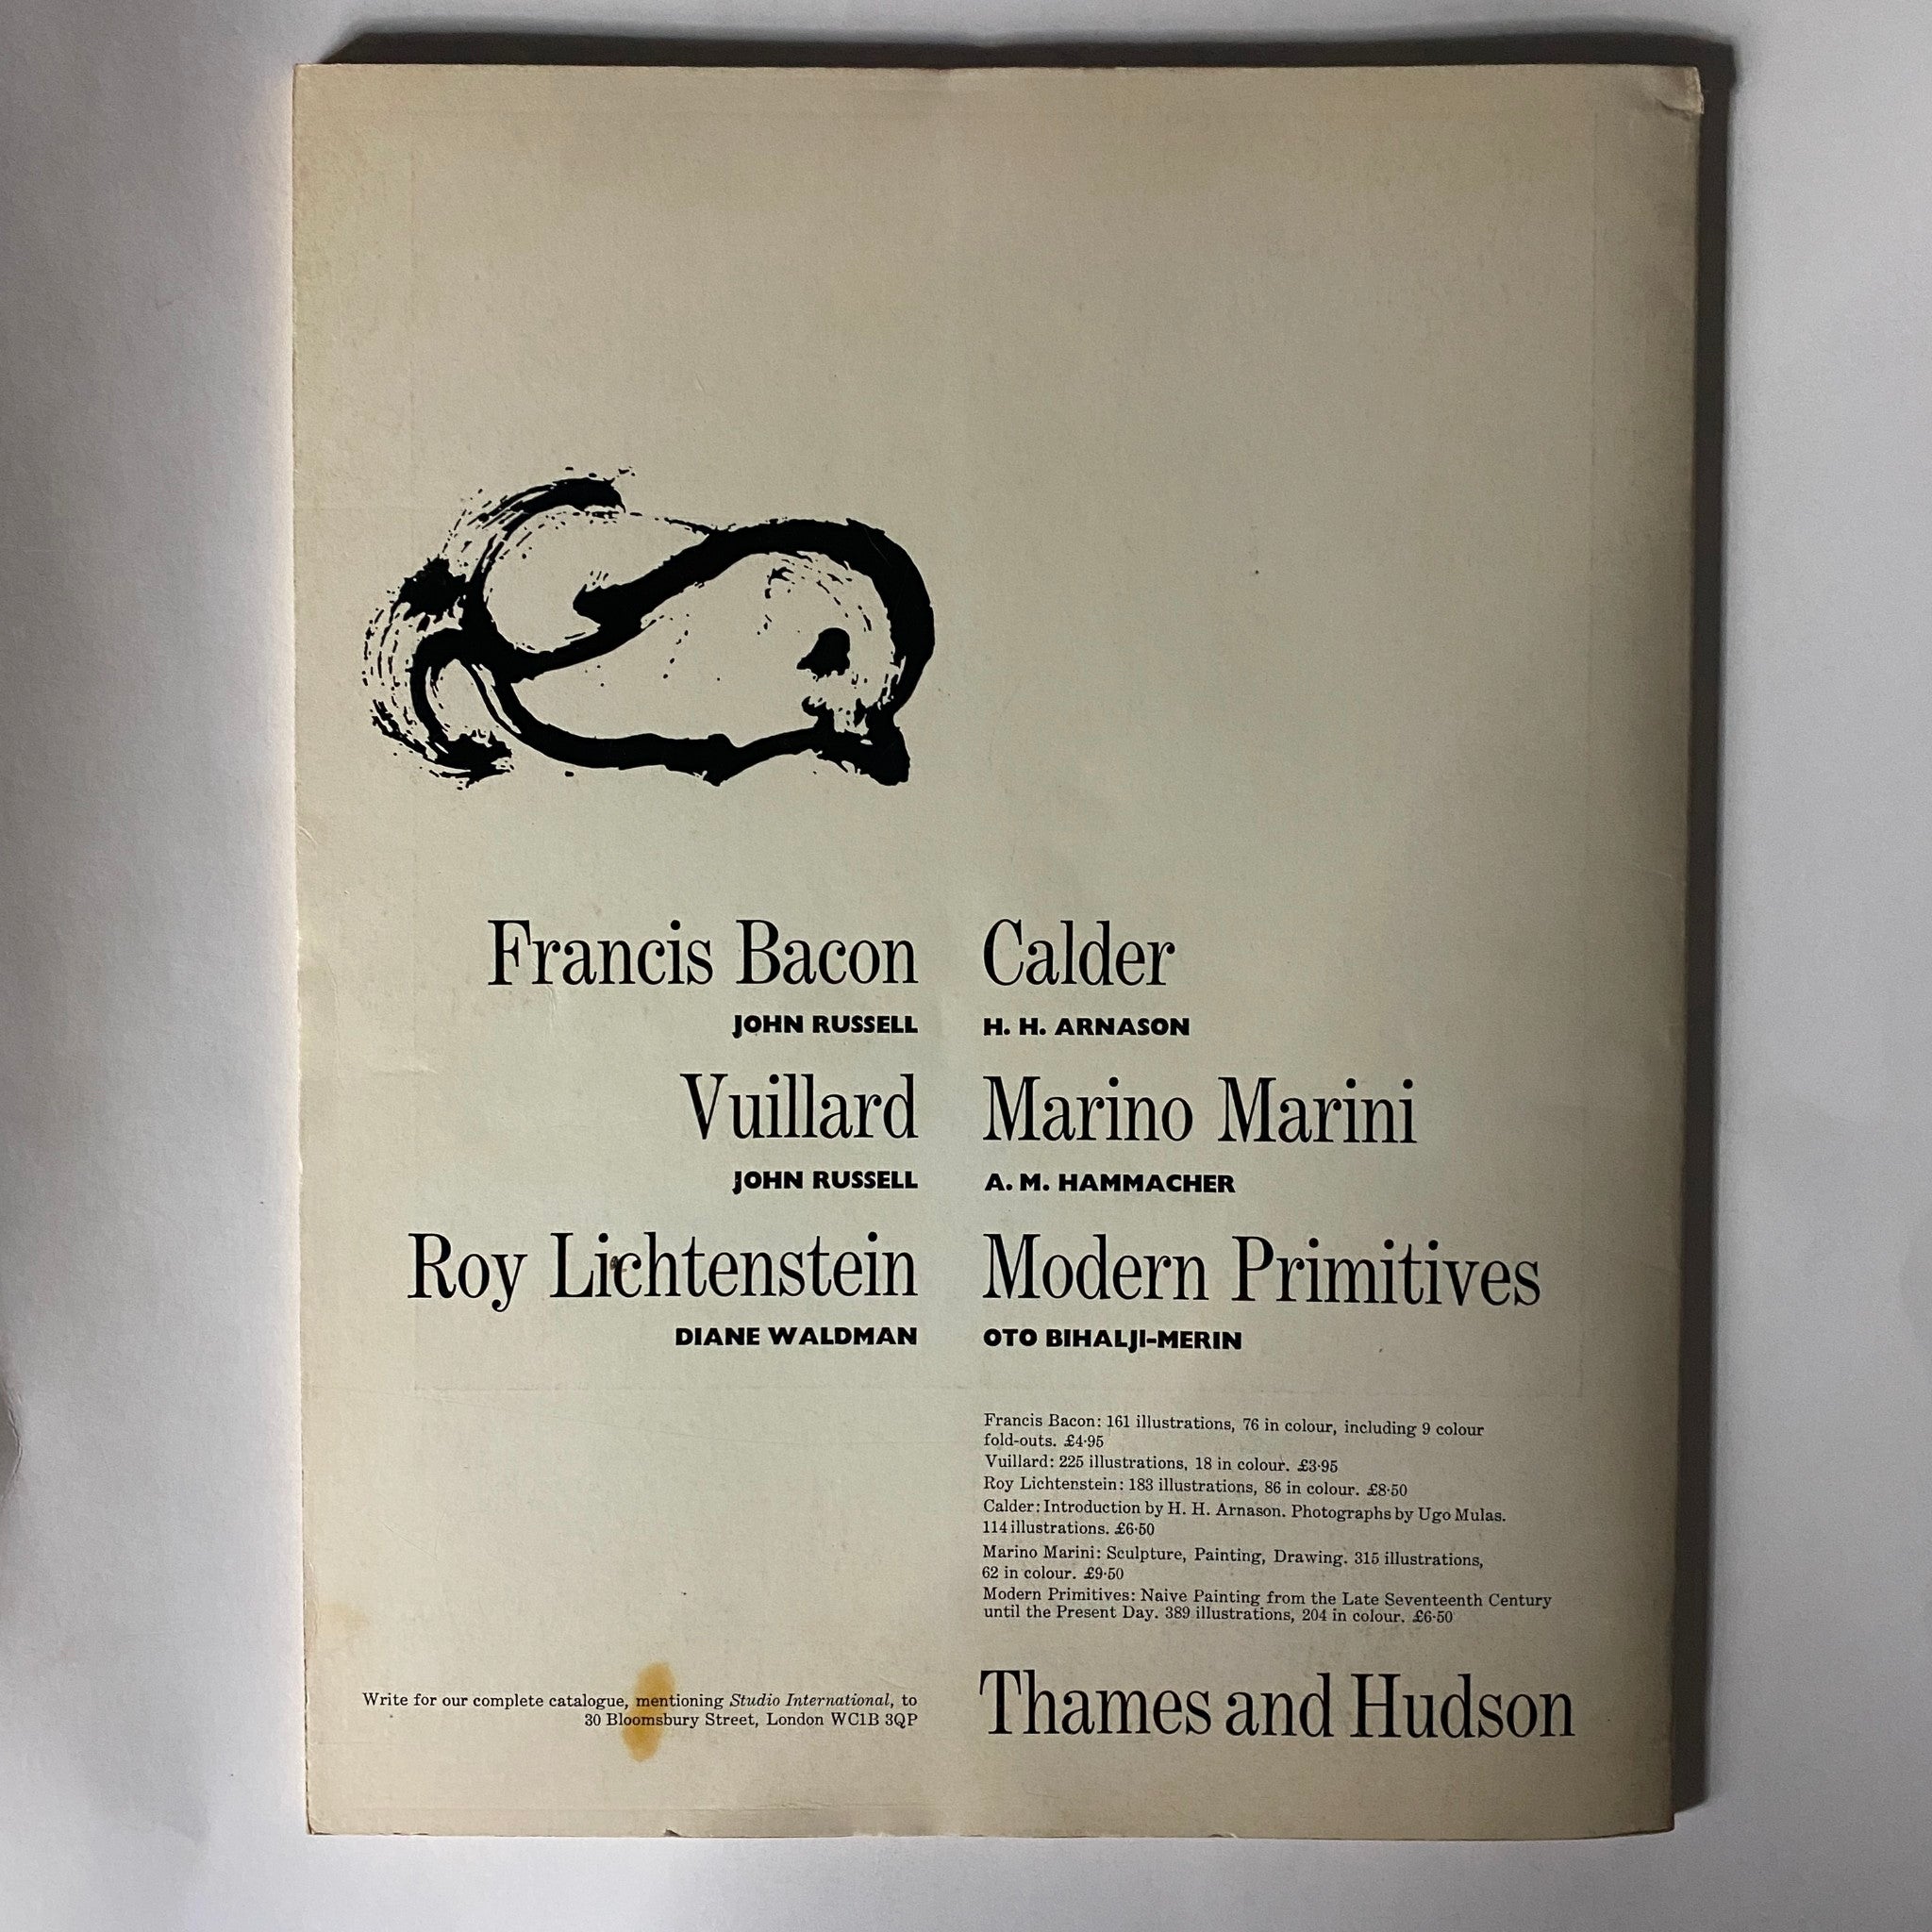 Francis Bacon
JOHN RUSSELL
Vuillard
JOHN RUSSELL
Roy Lichtenstein
DIANE WALDMAN
Calder
H. H. ARNASON
Marino Marini
A. M. HAMMACHER
Modern Primitives
OTO BIHALJI-MERIN
Francis Bacon: 161 illustrations, 76 in colour, including 9 colour
fold-outs. £4·95
Vuillard: 225 illustrations, 18 in colour. £3·95
Roy Lichtenstein: 183 illustrations, 86 in colour. £8·50
Calder: Introduction by H. H. Arnason. Photographs by Ugo Mulas.
114 illustrations. £6·50
Marino Marini: Sculpture, Painting, Drawing. 315 illustrations,
62 in colour. £9·50
Modern Primitives: Naive Painting from the Late Seventeenth Century
until the Present Day. 389 illustrations, 204 in colour. £6·50
Write for our complete catalogue, mentioning Studio International, to
30 Bloomsbury Street, London WC1B 3QP
Thames and Hudson